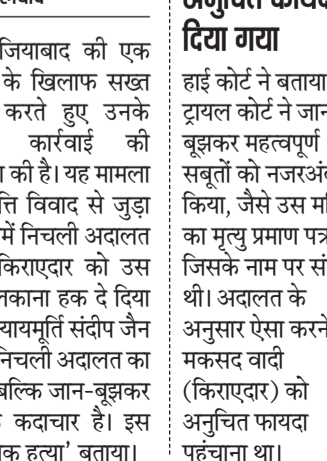 जियाबाद की एक
के खिलाफ सख्त
करते हुए उनके
कार्रवाई की
की है। यह मामला
त्ति विवाद से जुड़ा
में निचली अदालत
किराएदार को उस
लकाना हक दे दिया
यायमूर्ति संदीप जैन
निचली अदालत का
बल्कि जान-बूझकर
कदाचार है। इस
क हत्या' बताया।
अनुचित फायदा
दिया गया
हाई कोर्ट ने बताया
ट्रायल कोर्ट ने जान
बूझकर महत्वपूर्ण
सबूतों को नजरअं
किया, जैसे उस म
का मृत्यु प्रमाण पत्र
जिसके नाम पर सं
थी। अदालत के
अनुसार ऐसा करने
मकसद वादी
(किराएदार) को
अनुचित फायदा
पहुंचाना था।